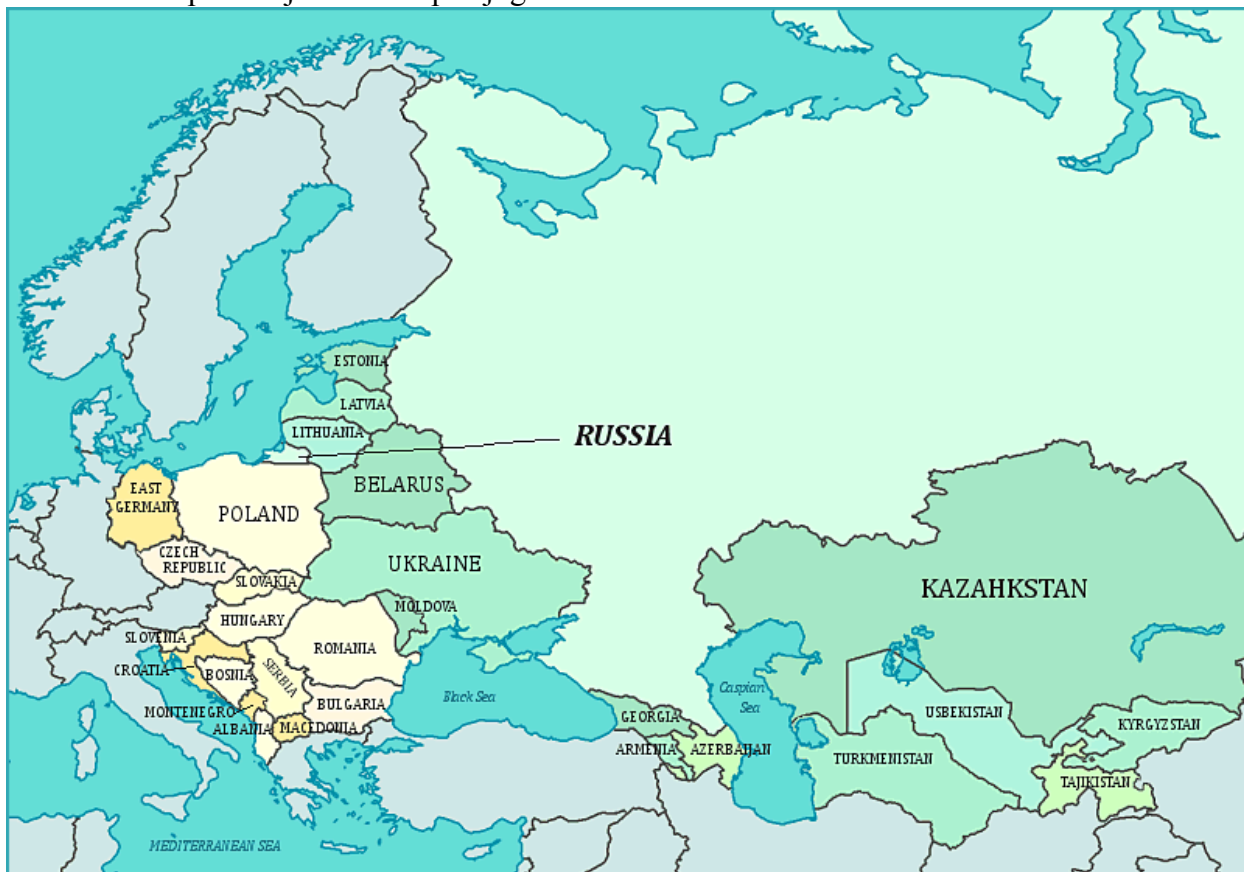 ESTONIA
LATVIA
LITHUANIA
RUSSIA
BELARUS
EAST
GERMANY
POLAND
CZECH
REPUBLIC
UKRAINE
SLOVAKIA
KAZAHKSTAN
MOLDOVA
HUNGARY
SLOVENIA
ROMANIA
CROATIA
BOSNIA
SERBIA
Black Sea
Caspian
Sea
MONTENEGRO
BULGARIA
ALBANIA
MACEDONIA
GEORGIA
USBEKISTAN
KYRGYZSTAN
ARMENIA
AZERBAIJAN
TURKMENISTAN
TAJIKISTAN
MEDITERRANEAN SEA